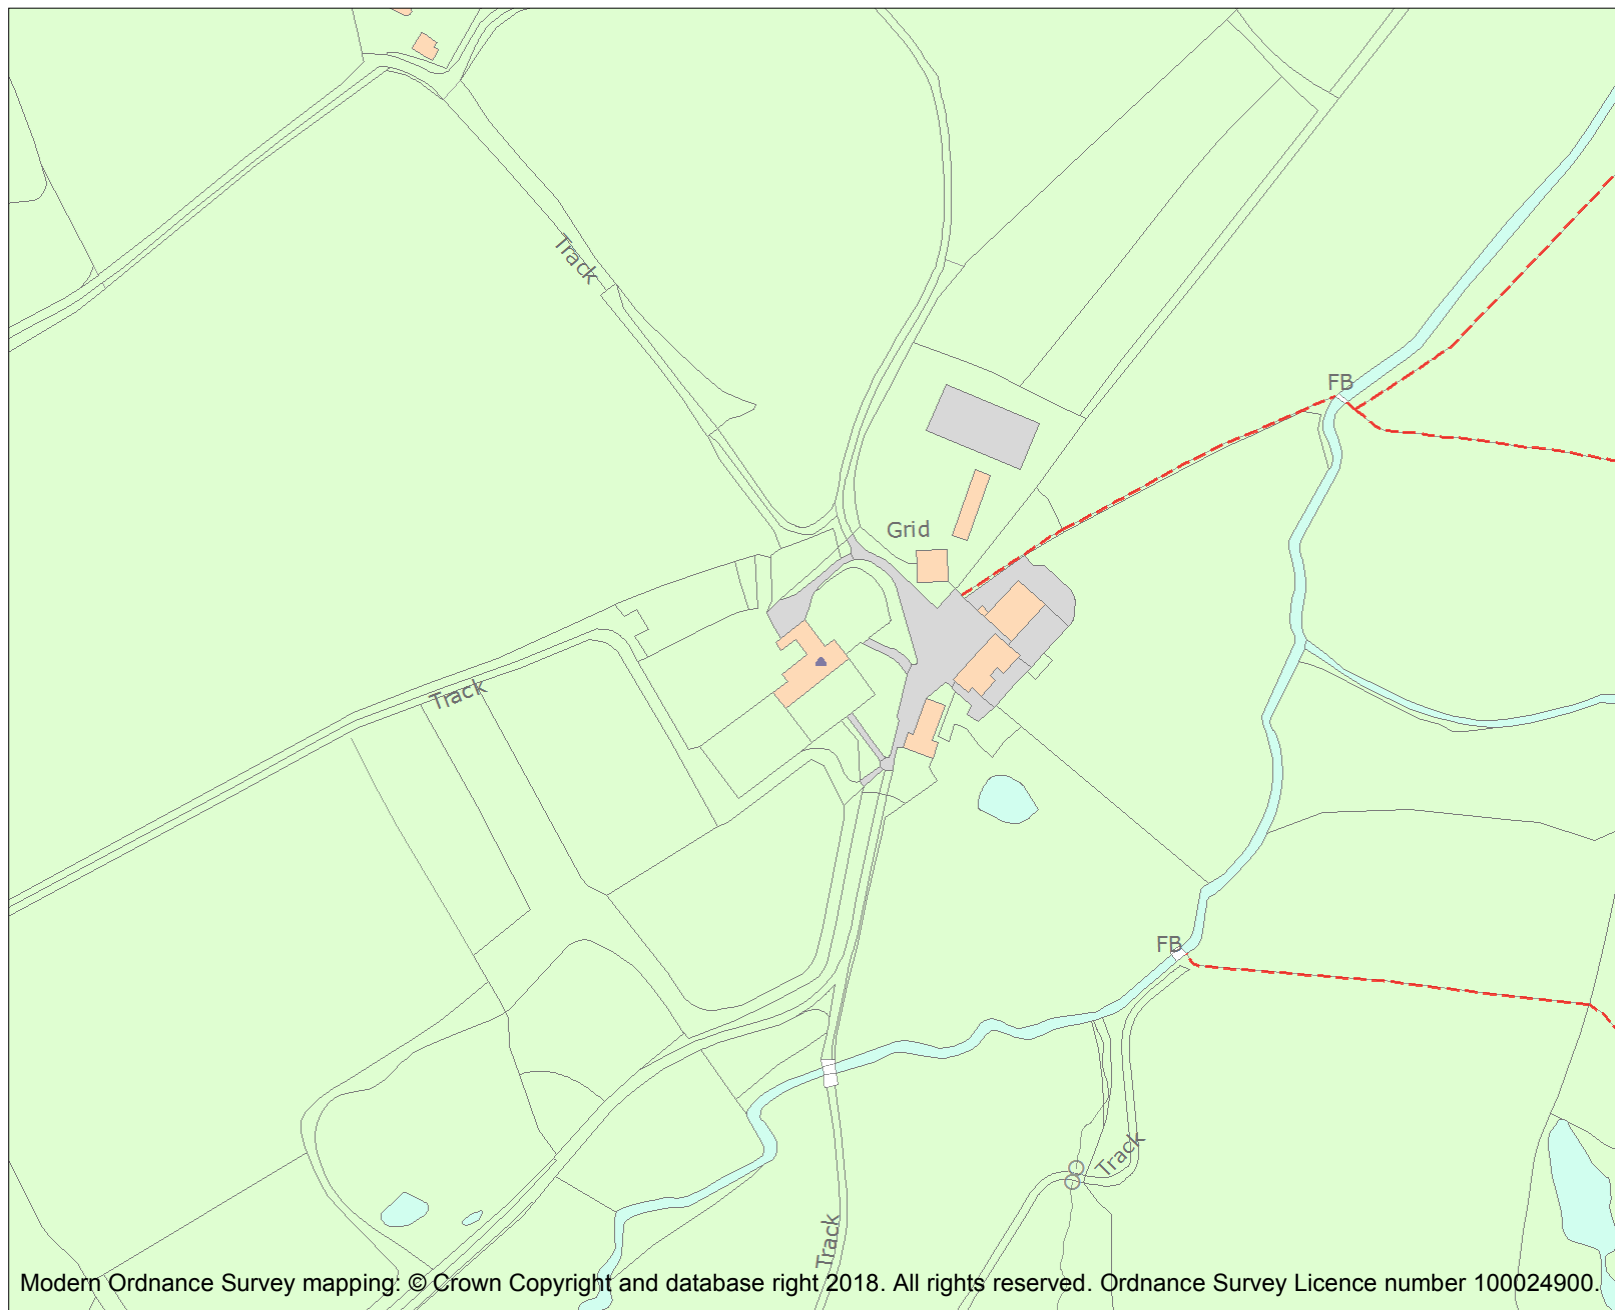 Track
FB
Grid
Track
FB
Track
Track
Modern Ordnance Survey mapping: © Crown Copyright and database right 2018. All rights reserved. Ordnance Survey Licence number 100024900.